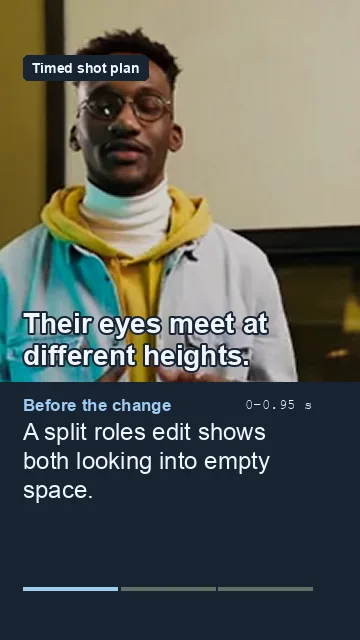 Timed shot plan
Their eyes meet at
different heights.
Before the change
0–0.95 s
A split roles edit shows
both looking into empty
space.